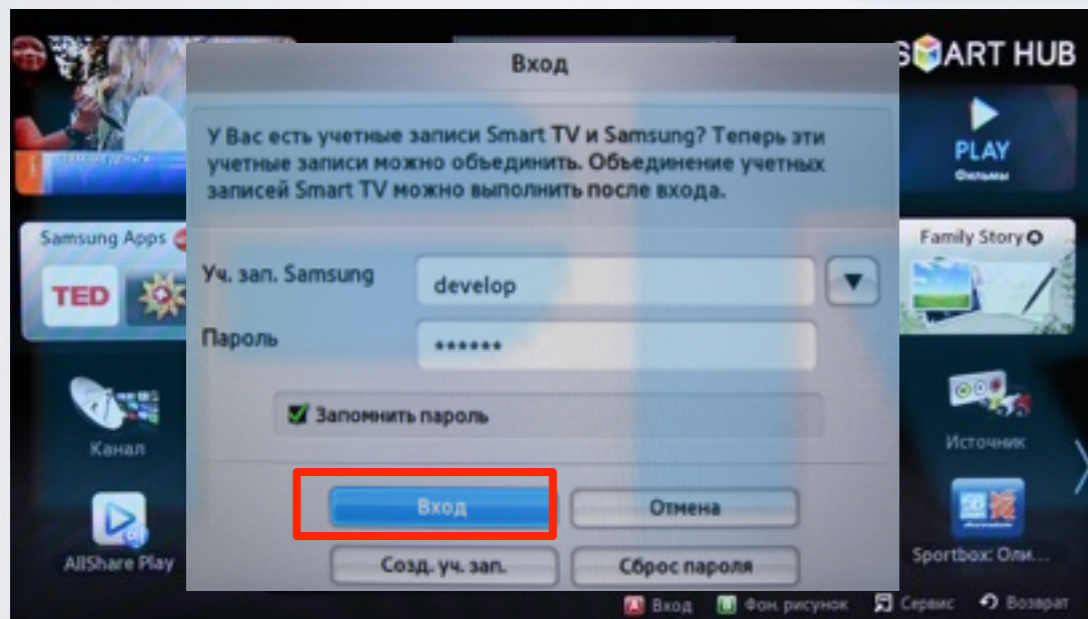 SMART HUB
Вход
У Вас есть учетные записи Smart TV и Samsung? Теперь эти
учетные записи можно объединить. Объединение учетных
записей Smart TV можно выполнить после входа.
PLAY
Фильмы
Samsung Apps
TED
Family Story
Уч. зап. Samsung
develop
Пароль
******
Запомнить пароль
Канал
Источник
Вход
Отмена
AllShare Play
Созд. уч. зап.
Сброс пароля
Sportbox: Оли...
A Вход
B Фон. рисунок
Сервис
Возврат